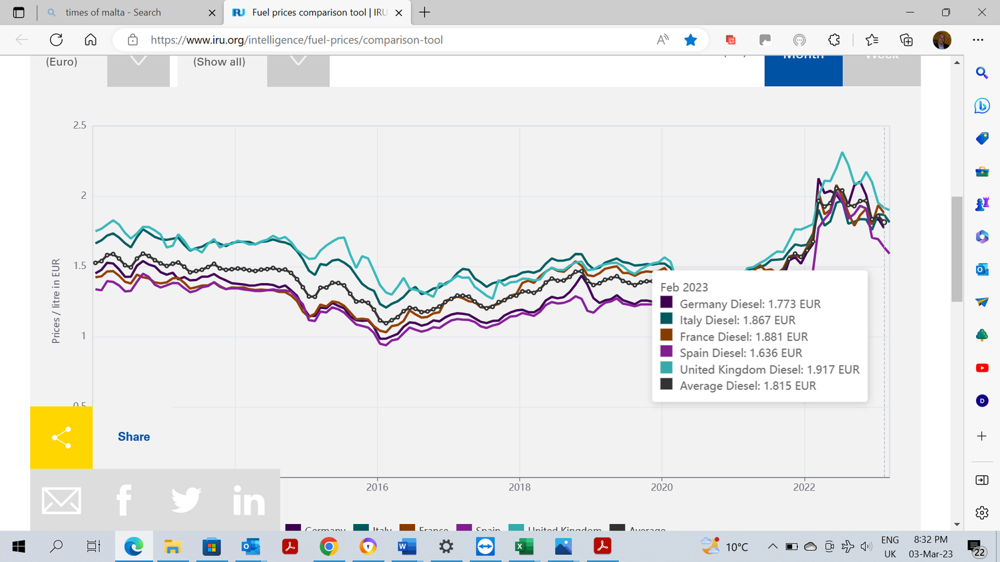 times of malta - Search
Fuel prices comparison tool | IRU
https://www.iru.org/intelligence/fuel-prices/comparison-tool
(Euro)
(Show all)
Month
Week
2.5
2
1.5
1
0.5
Prices / litre in EUR
Feb 2023
Germany Diesel: 1.773 EUR
Italy Diesel: 1.867 EUR
France Diesel: 1.881 EUR
Spain Diesel: 1.636 EUR
United Kingdom Diesel: 1.917 EUR
Average Diesel: 1.815 EUR
Share
2016
2018
2020
2022
Germany Italy France Spain United Kingdom Average
10°C
ENG
UK
8:32 PM
03-Mar-23
22